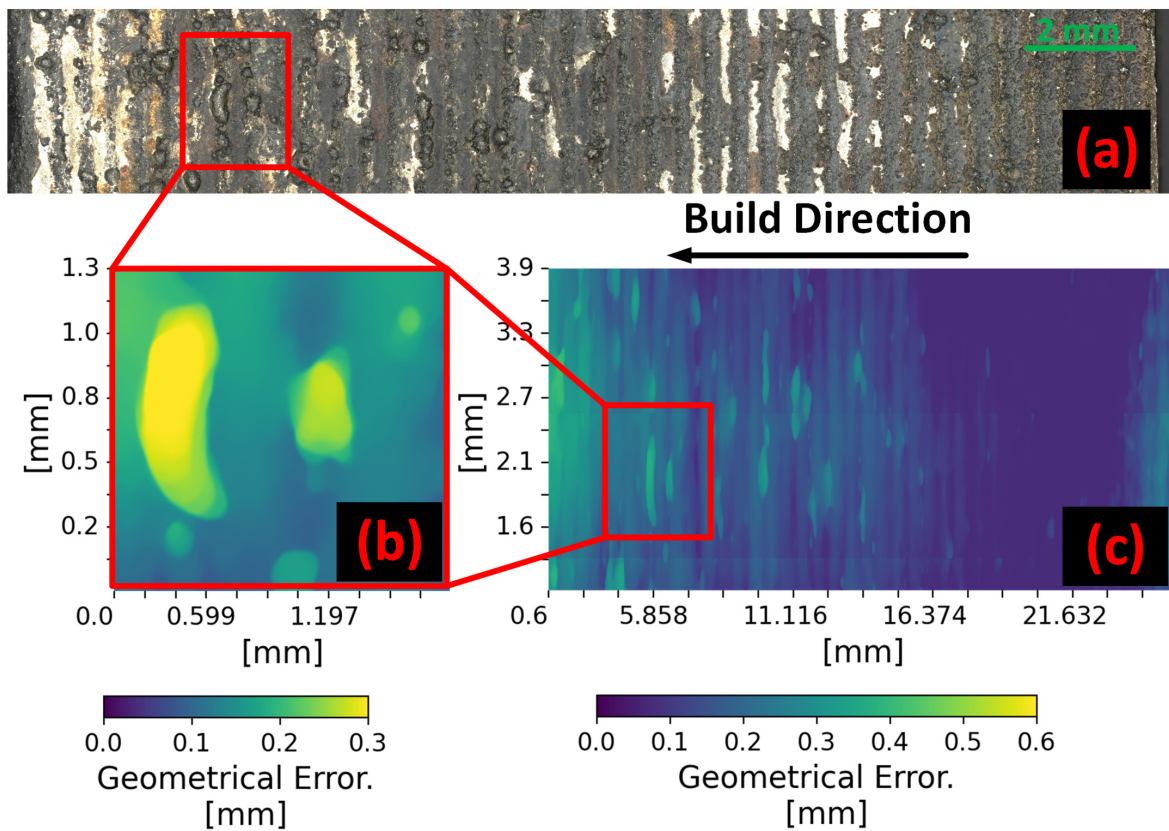 2 mm
(a)
Build Direction
1.3
1.0
0.8
0.5
0.2
[mm]
(b)
0.0 0.599 1.197
[mm]
3.9
3.3
2.7
2.1
1.6
[mm]
(c)
0.6 5.858 11.116 16.374 21.632
[mm]
0.0 0.1 0.2 0.3
Geometrical Error.
[mm]
0.0 0.1 0.2 0.3 0.4 0.5 0.6
Geometrical Error.
[mm]